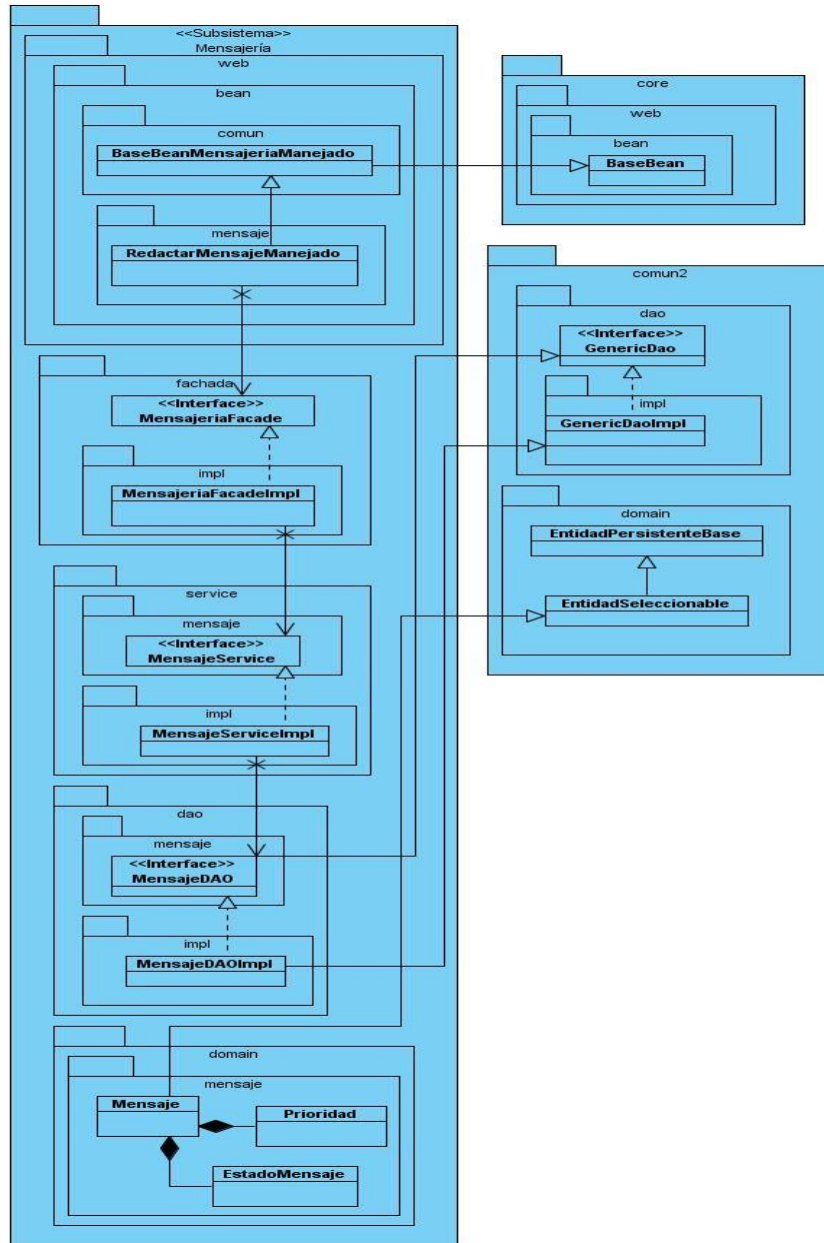 <<Subsistema>>
Mensajería
web
bean
comun
BaseBeanMensajeriaManejado
mensaje
RedactarMensajeManejado
fachada
<<Interface>>
MensajeriaFacade
impl
MensajeriaFacadeImpl
service
mensaje
<<Interface>>
MensajeService
impl
MensajeServiceImpl
dao
mensaje
<<Interface>>
MensajeDAO
impl
MensajeDAOImpl
domain
mensaje
Mensaje
Prioridad
EstadoMensaje
core
web
bean
BaseBean
comun2
dao
<<Interface>>
GenericDao
impl
GenericDaoImpl
domain
EntidadPersistenteBase
EntidadSeleccionable